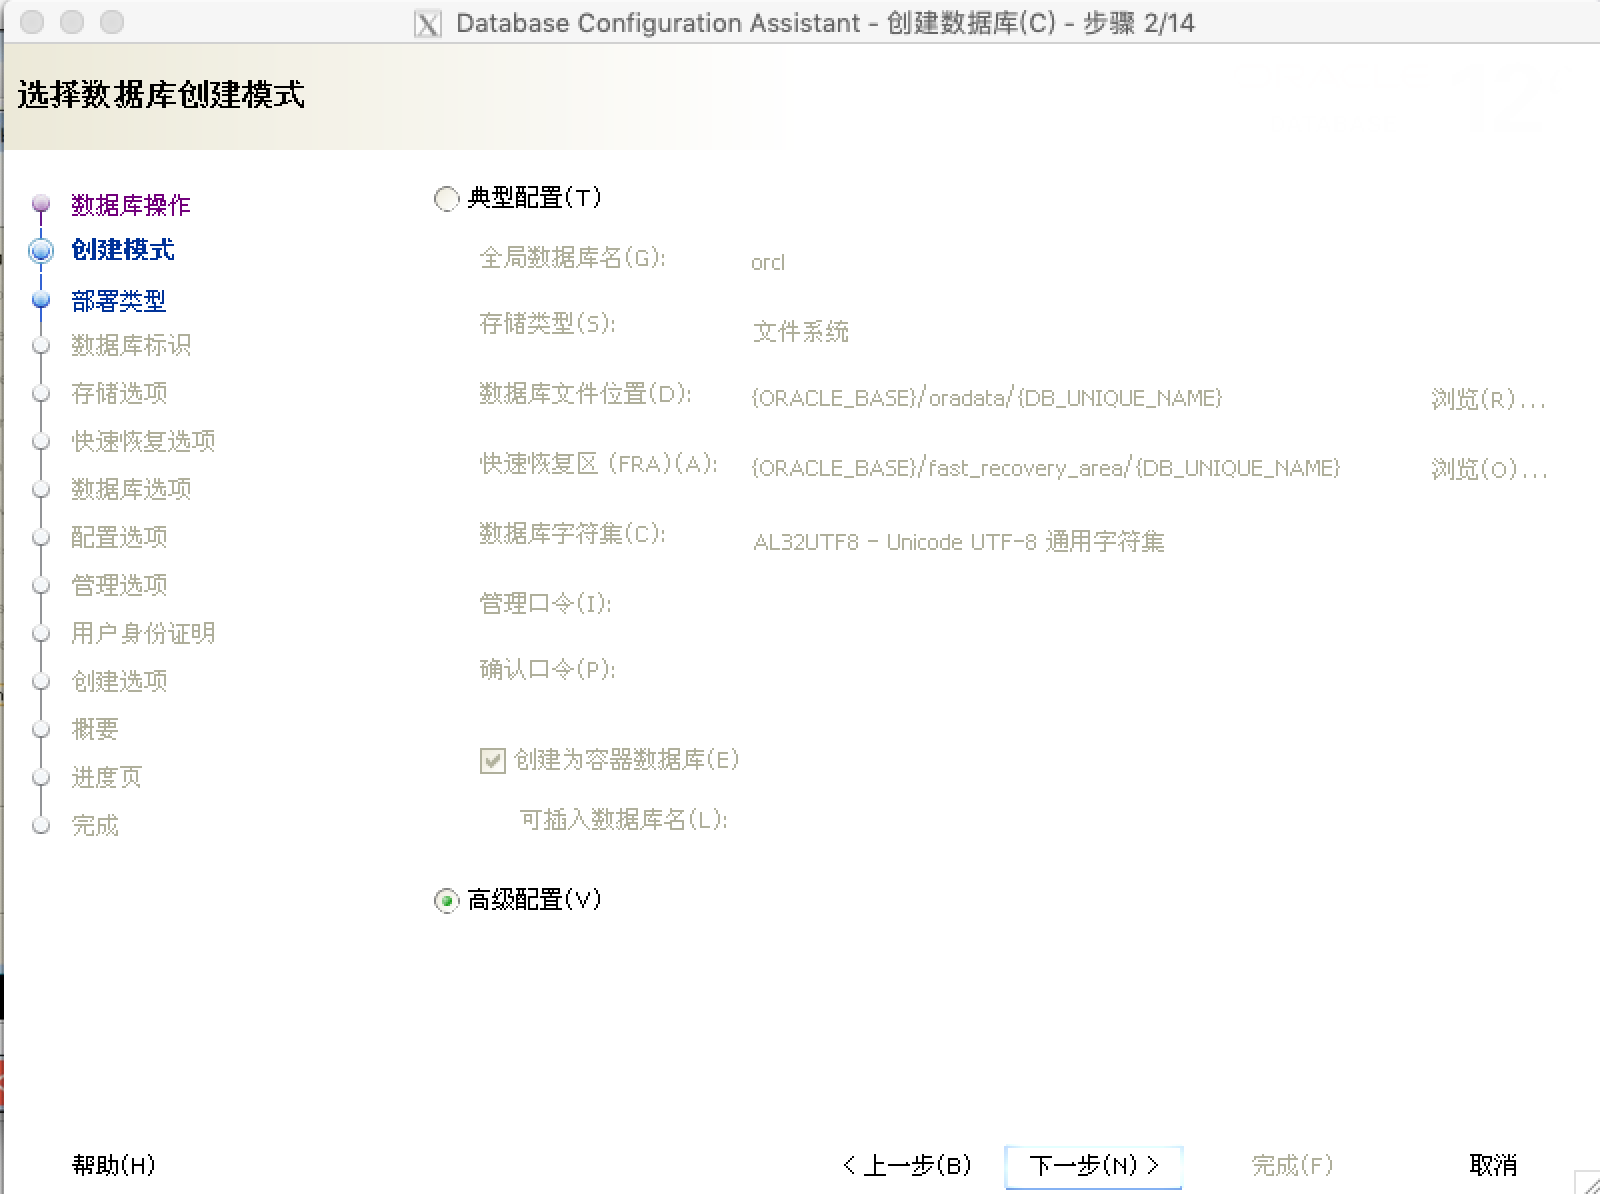 Database Configuration Assistant - 创建数据库(C) - 步骤 2/14
选择数据库创建模式
数据库操作
创建模式
部署类型
数据库标识
存储选项
快速恢复选项
数据库选项
配置选项
管理选项
用户身份证明
创建选项
概要
进度页
完成
典型配置(T)
全局数据库名(G): orcl
存储类型(S): 文件系统
数据库文件位置(D): {ORACLE_BASE}/oradata/{DB_UNIQUE_NAME} 浏览(R)...
快速恢复区 (FRA)(A): {ORACLE_BASE}/fast_recovery_area/{DB_UNIQUE_NAME} 浏览(O)...
数据库字符集(C): AL32UTF8 - Unicode UTF-8 通用字符集
管理口令(I):
确认口令(P):
创建为容器数据库(E)
可插入数据库名(L):
高级配置(V)
帮助(H) < 上一步(B) 下一步(N) > 完成(F) 取消